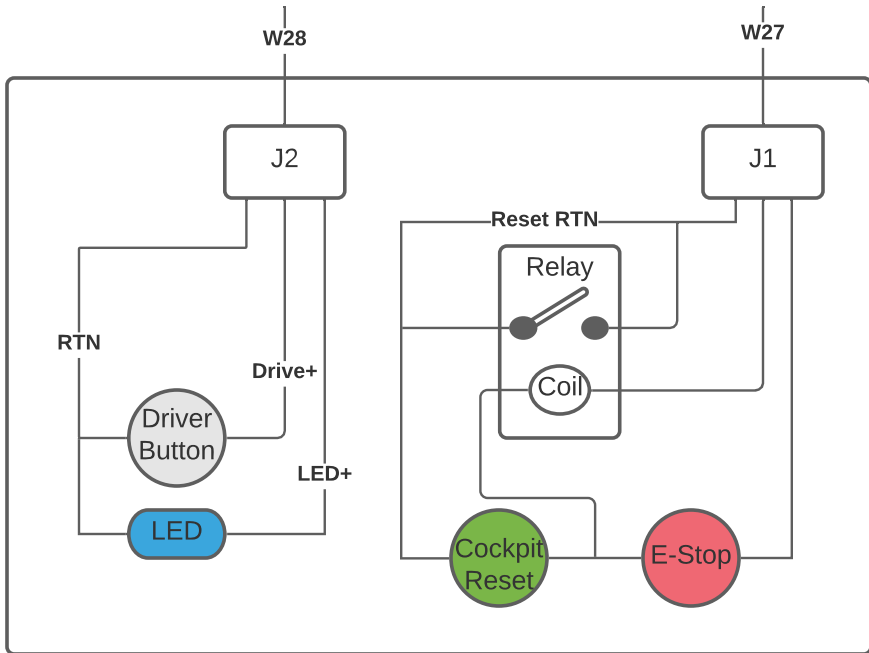 W28
W27
J2
J1
Reset RTN
Relay
RTN
Drive+
Coil
Driver
Button
LED+
LED
Cockpit
Reset
E-Stop